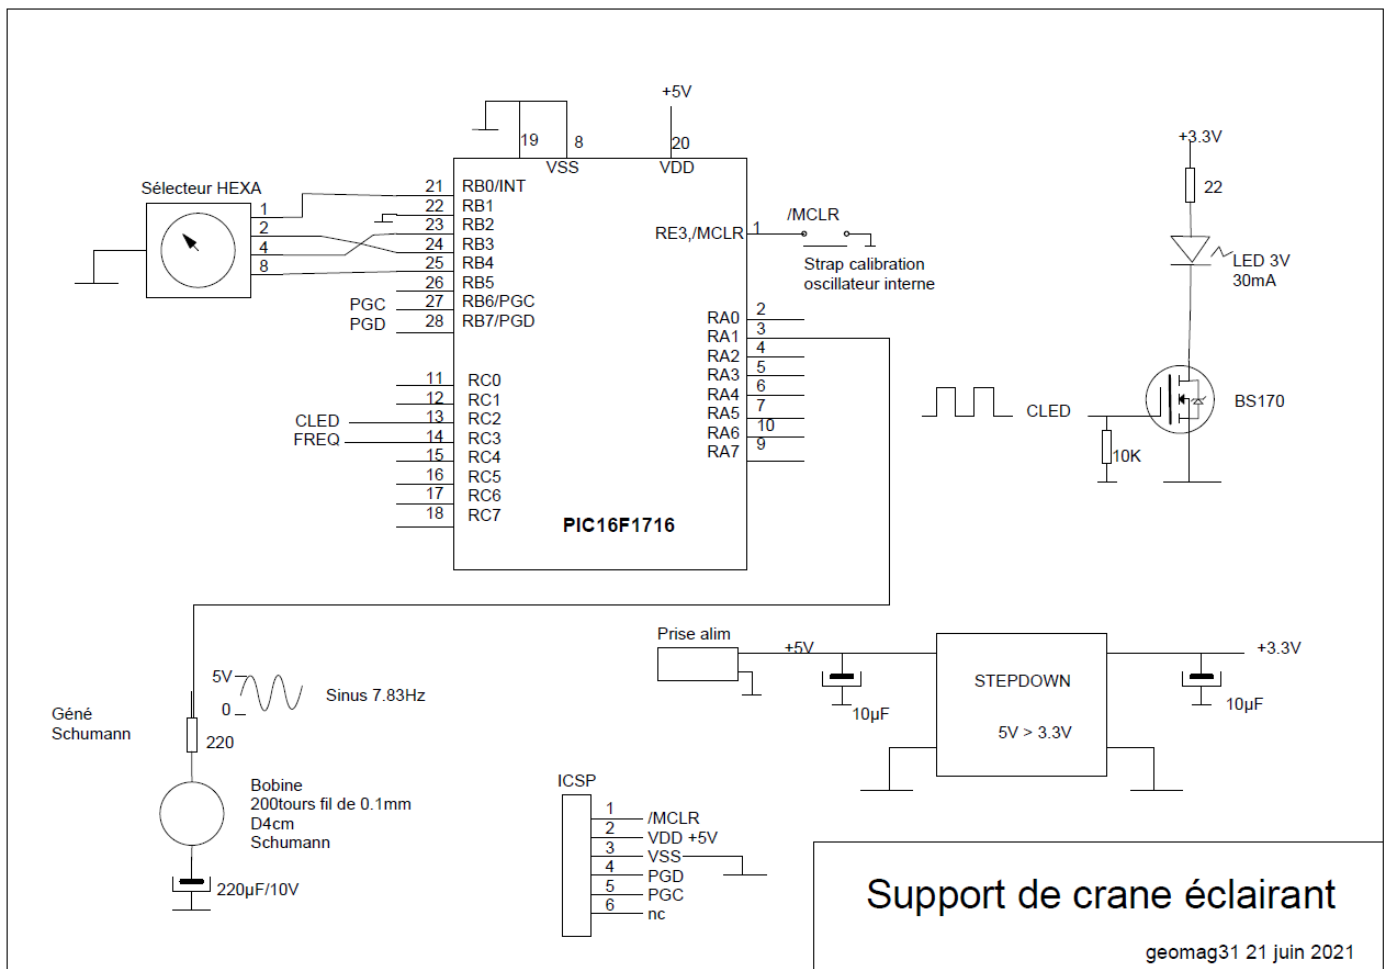 +5V
19
8
20
VSS
VDD
Sélecteur HEXA
1
2
4
8
21 RB0/INT
22 RB1
23 RB2
24 RB3
25 RB4
26 RB5
PGC 27 RB6/PGC
PGD 28 RB7/PGD
11 RC0
12 RC1
CLED 13 RC2
FREQ 14 RC3
15 RC4
16 RC5
17 RC6
18 RC7
RE3,/MCLR 1
/MCLR
Strap calibration
oscillateur interne
RA0 2
RA1 3
RA2 4
RA3 5
RA4 6
RA5 7
RA6 10
RA7 9
PIC16F1716
+3.3V
22
LED 3V
30mA
CLED
BS170
10K
5V
0
Sinus 7.83Hz
Géné
Schumann
220
Bobine
200tours fil de 0.1mm
D4cm
Schumann
220µF/10V
Prise alim
+5V
10µF
STEPDOWN
5V > 3.3V
+3.3V
10µF
ICSP
1 /MCLR
2 VDD +5V
3 VSS
4 PGD
5 PGC
6 nc
Support de crane éclairant
geomag31 21 juin 2021